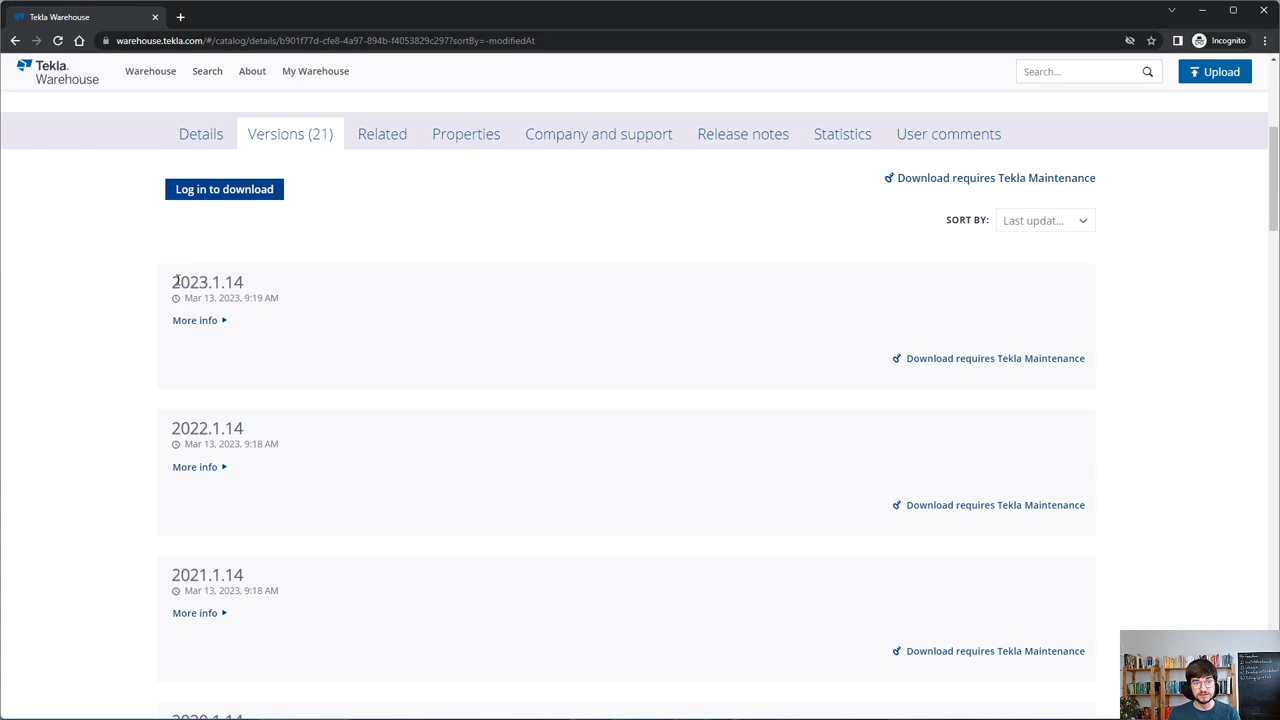 Tekla Warehouse
warehouse.tekla.com/#/catalog/details/b901f77d-cfe8-4a97-894b-f4053829c297?sortBy=-modifiedAt
Incognito
Tekla.
Warehouse
Warehouse
Search
About
My Warehouse
Search...
Upload
Details
Versions (21)
Related
Properties
Company and support
Release notes
Statistics
User comments
Log in to download
Download requires Tekla Maintenance
SORT BY:
Last updat...
2023.1.14
Mar 13, 2023, 9:19 AM
More info
Download requires Tekla Maintenance
2022.1.14
Mar 13, 2023, 9:18 AM
More info
Download requires Tekla Maintenance
2021.1.14
Mar 13, 2023, 9:18 AM
More info
Download requires Tekla Maintenance